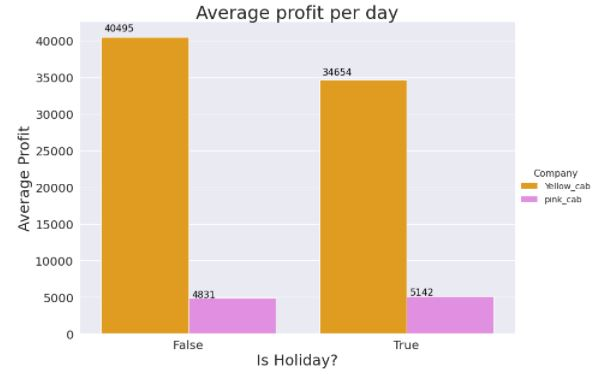 Average profit per day
40495
34654
4831
5142
40000
35000
30000
25000
20000
15000
10000
5000
0
Average Profit
False
True
Is Holiday?
Company
Yellow_cab
pink_cab